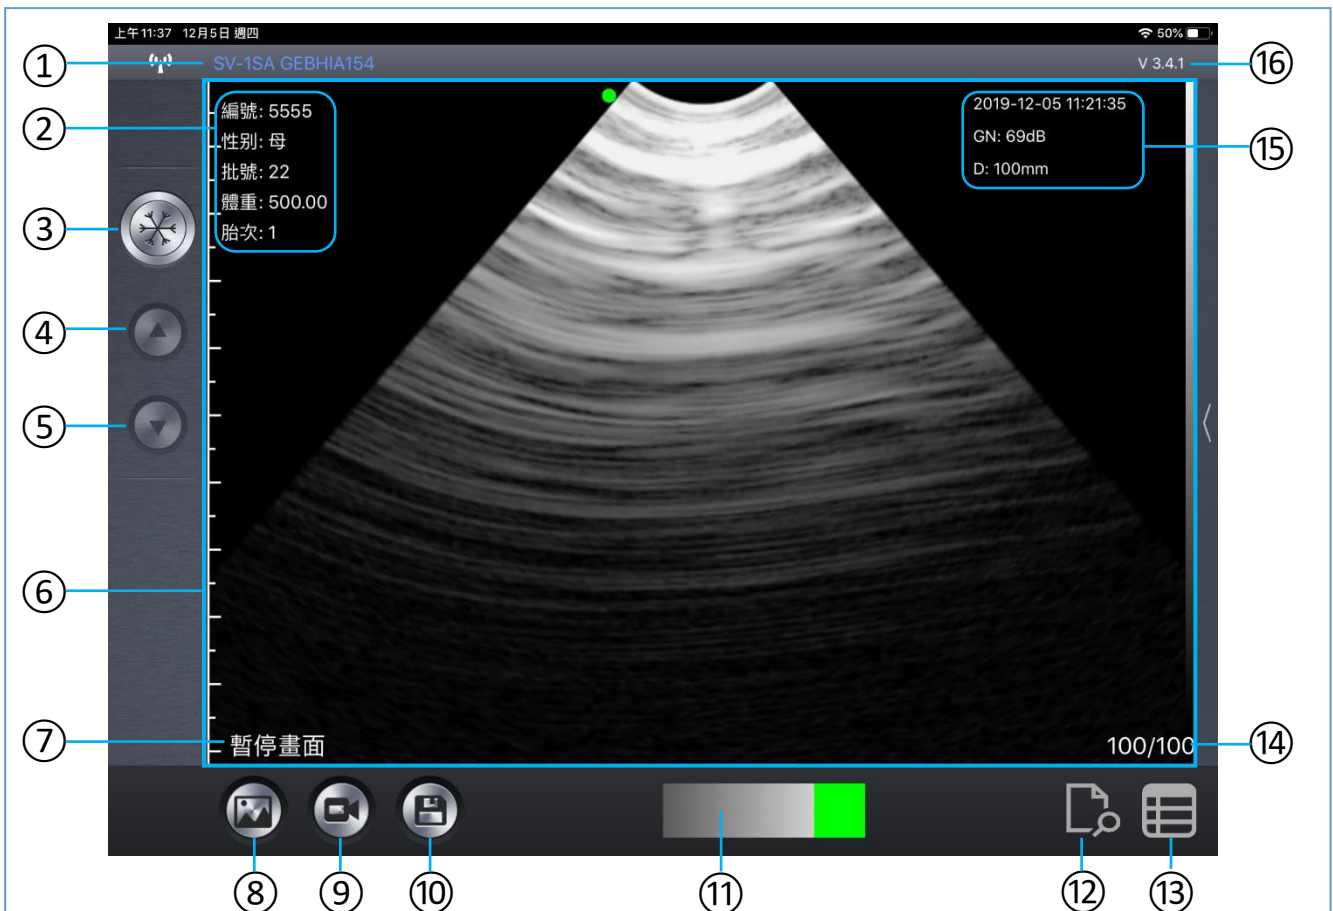 上午11:37 12月5日 週四
50%
① SV-1SA GEBHIA154
V 3.4.1 ⑯
② 編號: 5555
性別: 母
批號: 22
體重: 500.00
胎次: 1
2019-12-05 11:21:35
GN: 69dB
D: 100mm
⑮
③
④
⑤
⑥
⑦ 暫停畫面
100/100 ⑭
⑧ ⑨ ⑩ ⑪ ⑫ ⑬